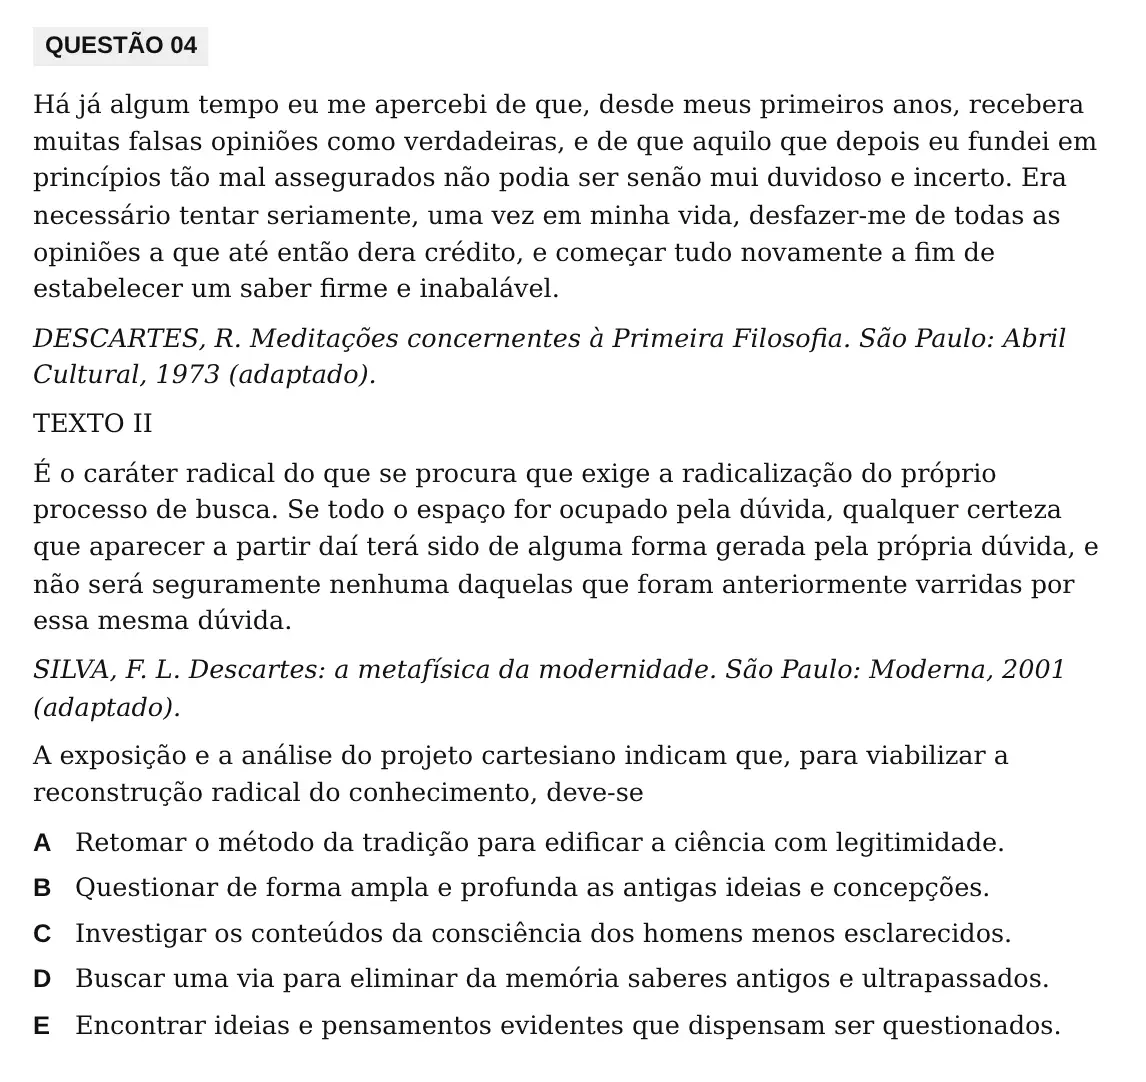 QUESTÃO 04
Há já algum tempo eu me apercebi de que, desde meus primeiros anos, recebera
muitas falsas opiniões como verdadeiras, e de que aquilo que depois eu fundei em
princípios tão mal assegurados não podia ser senão mui duvidoso e incerto. Era
necessário tentar seriamente, uma vez em minha vida, desfazer-me de todas as
opiniões a que até então dera crédito, e começar tudo novamente a fim de
estabelecer um saber firme e inabalável.
DESCARTES, R. Meditações concernentes à Primeira Filosofia. São Paulo: Abril
Cultural, 1973 (adaptado).
TEXTO II
É o caráter radical do que se procura que exige a radicalização do próprio
processo de busca. Se todo o espaço for ocupado pela dúvida, qualquer certeza
que aparecer a partir daí terá sido de alguma forma gerada pela própria dúvida, e
não será seguramente nenhuma daquelas que foram anteriormente varridas por
essa mesma dúvida.
SILVA, F. L. Descartes: a metafísica da modernidade. São Paulo: Moderna, 2001
(adaptado).
A exposição e a análise do projeto cartesiano indicam que, para viabilizar a
reconstrução radical do conhecimento, deve-se
A Retomar o método da tradição para edificar a ciência com legitimidade.
B Questionar de forma ampla e profunda as antigas ideias e concepções.
C Investigar os conteúdos da consciência dos homens menos esclarecidos.
D Buscar uma via para eliminar da memória saberes antigos e ultrapassados.
E Encontrar ideias e pensamentos evidentes que dispensam ser questionados.